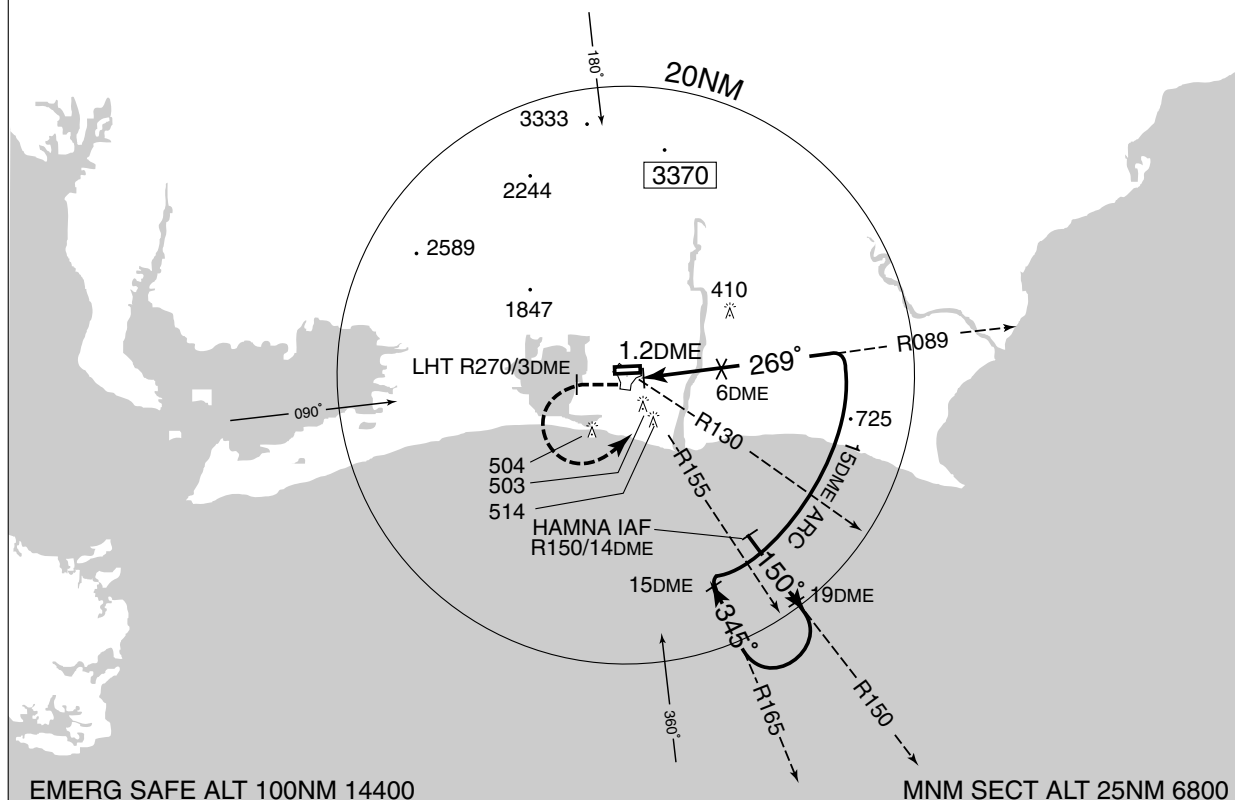 180°
20NM
3333
3370
2244
2589
410
1847
1.2DME
R089
LHT R270/3DME
269°
6DME
090°
R130
725
R155
15DME ARC
504
503
514
HAMNA IAF
R150/14DME
150°
15DME
19DME
345°
360°
R165
R150
EMERG SAFE ALT 100NM 14400
MNM SECT ALT 25NM 6800